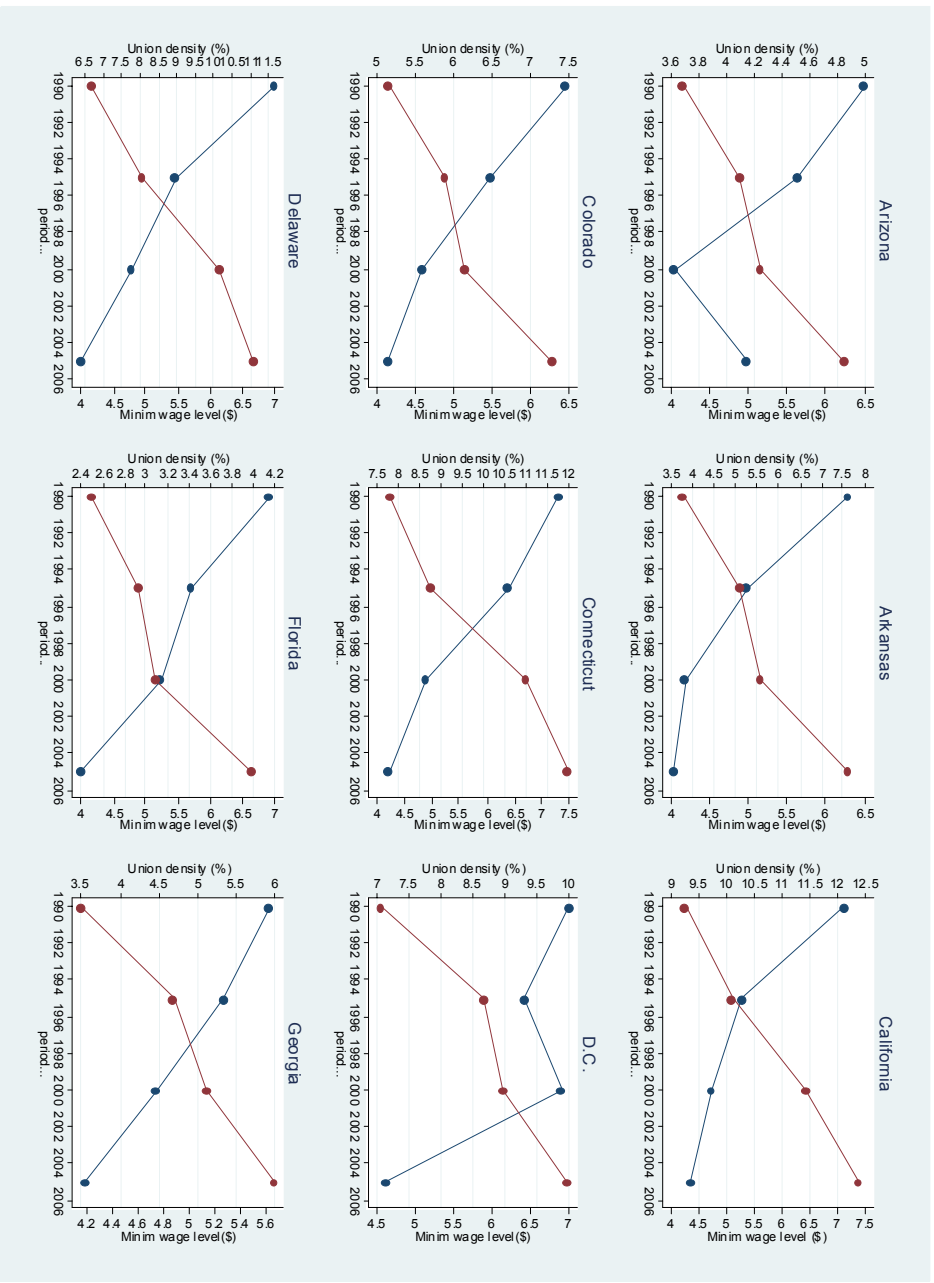 Arizona
Union density (%)
3.6 3.8 4 4.2 4.4 4.6 4.8 5
1990 1992 1994 1996 1998 2000 2002 2004 2006
period...
4 4.5 5 5.5 6 6.5
Minim wage level($)
Arkansas
Union density (%)
3.5 4 4.5 5 5.5 6 6.5 7 7.5 8
1990 1992 1994 1996 1998 2000 2002 2004 2006
period..
4 4.5 5 5.5 6 6.5
Minim wage level($)
California
Union density (%)
9 9.5 10 10.5 11 11.5 12 12.5
1990 1992 1994 1996 1998 2000 2002 2004 2006
period...
4 4.5 5 5.5 6 6.5 7 7.5
Minim wage level ($)
Colorado
Union density (%)
5 5.5 6 6.5 7 7.5
1990 1992 1994 1996 1998 2000 2002 2004 2006
period...
4 4.5 5 5.5 6 6.5
Minim wage level($)
Connecticut
Union density (%)
7.5 8 8.5 9 9.5 10 10.5 11 11.5 12
1990 1992 1994 1996 1998 2000 2002 2004 2006
period..
4 4.5 5 5.5 6 6.5 7 7.5
Minim wage level($)
D.C.
Union density (%)
7 7.5 8 8.5 9 9.5 10
1990 1992 1994 1996 1998 2000 2002 2004 2006
period...
4.5 5 5.5 6 6.5 7
Minim wage level($)
Delaware
Union density (%)
6.5 7 7.5 8 8.5 9 9.5 10 10.5 11 11.5
1990 1992 1994 1996 1998 2000 2002 2004 2006
period...
4 4.5 5 5.5 6 6.5 7
Minim wage level($)
Florida
Union density (%)
2.4 2.6 2.8 3 3.2 3.4 3.6 3.8 4 4.2
1990 1992 1994 1996 1998 2000 2002 2004 2006
period..
4 4.5 5 5.5 6 6.5 7
Minim wage level($)
Georgia
Union density (%)
3.5 4 4.5 5 5.5 6
1990 1992 1994 1996 1998 2000 2002 2004 2006
period...
4.2 4.4 4.6 4.8 5 5.2 5.4 5.6
Minim wage level($)